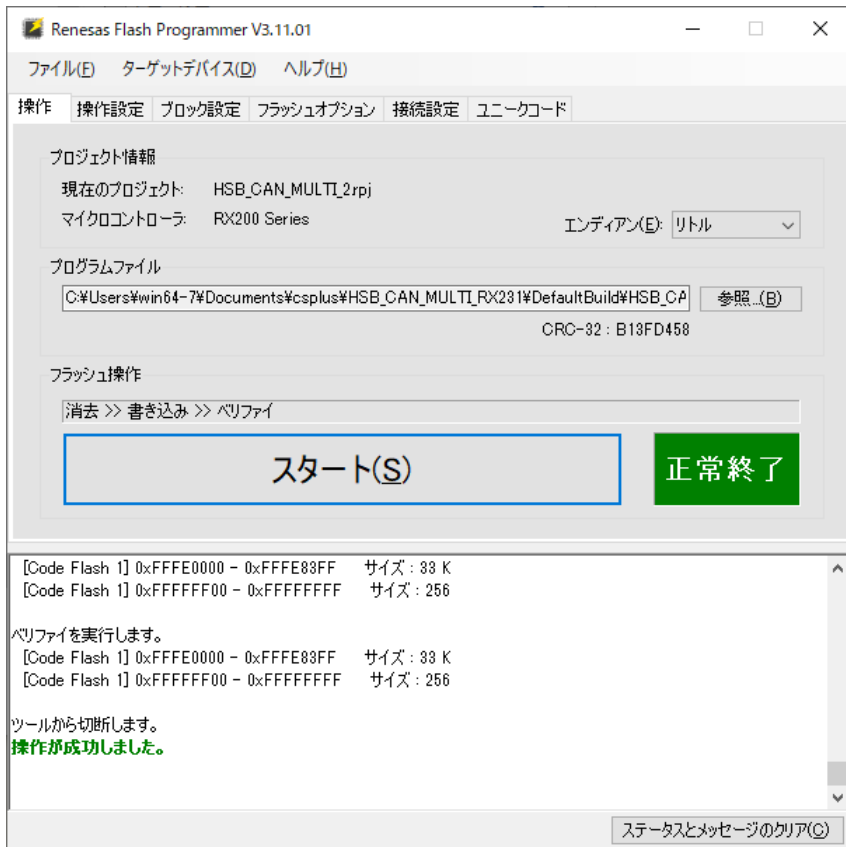 Renesas Flash Programmer V3.11.01
ファイル(F) ターゲットデバイス(D) ヘルプ(H)
操作 操作設定 ブロック設定 フラッシュオプション 接続設定 ユニークコード
プロジェクト情報
現在のプロジェクト: HSB_CAN_MULTI_2.rpj
マイクロコントローラ: RX200 Series エンディアン(E): リトル
プログラムファイル
C:¥Users¥win64-7¥Documents¥csplus¥HSB_CAN_MULTI_RX231¥DefaultBuild¥HSB_CA 参照...(B)
CRC-32 : B13FD458
フラッシュ操作
消去 >> 書き込み >> ベリファイ
スタート(S) 正常終了
[Code Flash 1] 0xFFFE0000 - 0xFFFE83FF サイズ : 33 K
[Code Flash 1] 0xFFFFFF00 - 0xFFFFFFFF サイズ : 256
ベリファイを実行します。
[Code Flash 1] 0xFFFE0000 - 0xFFFE83FF サイズ : 33 K
[Code Flash 1] 0xFFFFFF00 - 0xFFFFFFFF サイズ : 256
ツールから切断します。
操作が成功しました。
ステータスとメッセージのクリア(C)